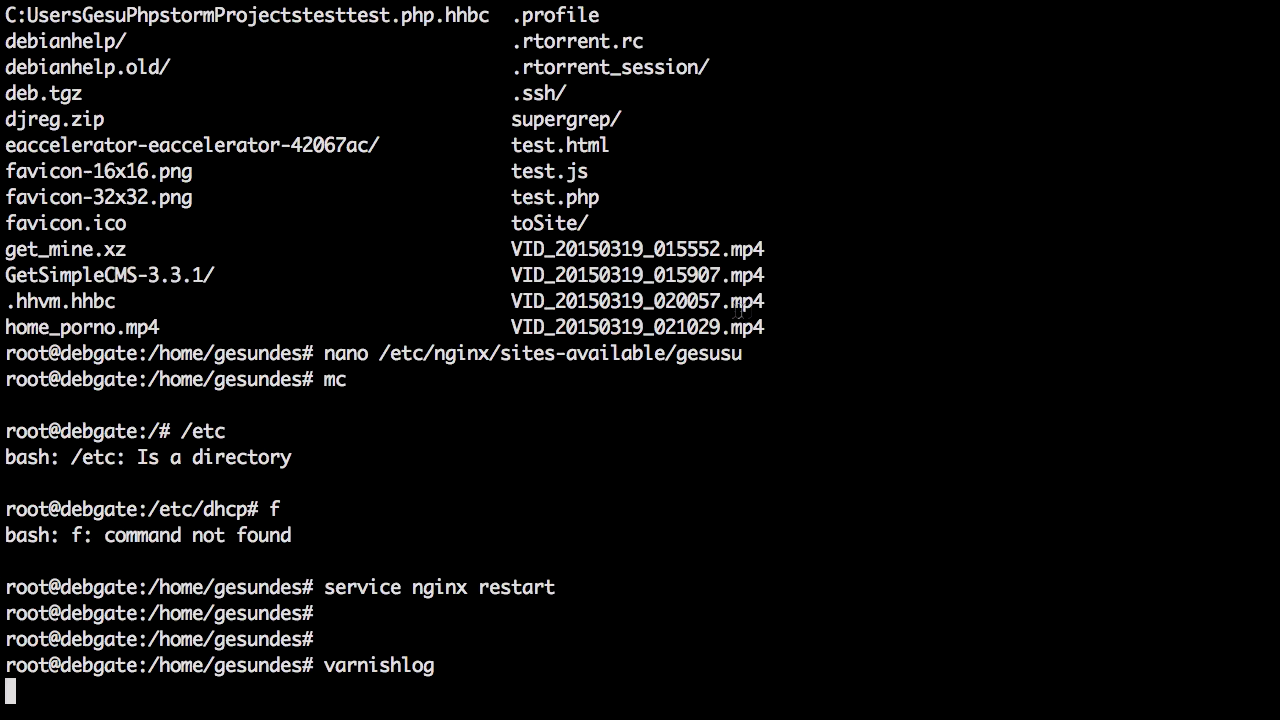 C:UsersGesuPhpstormProjectstesttest.php.hhbc  .profile
debianhelp/  .rtorrent.rc
debianhelp.old/  .rtorrent_session/
deb.tgz  .ssh/
djreg.zip  supergrep/
eaccelerator-eaccelerator-42067ac/  test.html
favicon-16x16.png  test.js
favicon-32x32.png  test.php
favicon.ico  toSite/
get_mine.xz  VID_20150319_015552.mp4
GetSimpleCMS-3.3.1/  VID_20150319_015907.mp4
.hhvm.hhbc  VID_20150319_020057.mp4
home_porno.mp4  VID_20150319_021029.mp4
root@debgate:/home/gesundes# nano /etc/nginx/sites-available/gesusu
root@debgate:/home/gesundes# mc
root@debgate:/# /etc
bash: /etc: Is a directory
root@debgate:/etc/dhcp# f
bash: f: command not found
root@debgate:/home/gesundes# service nginx restart
root@debgate:/home/gesundes#
root@debgate:/home/gesundes#
root@debgate:/home/gesundes# varnishlog